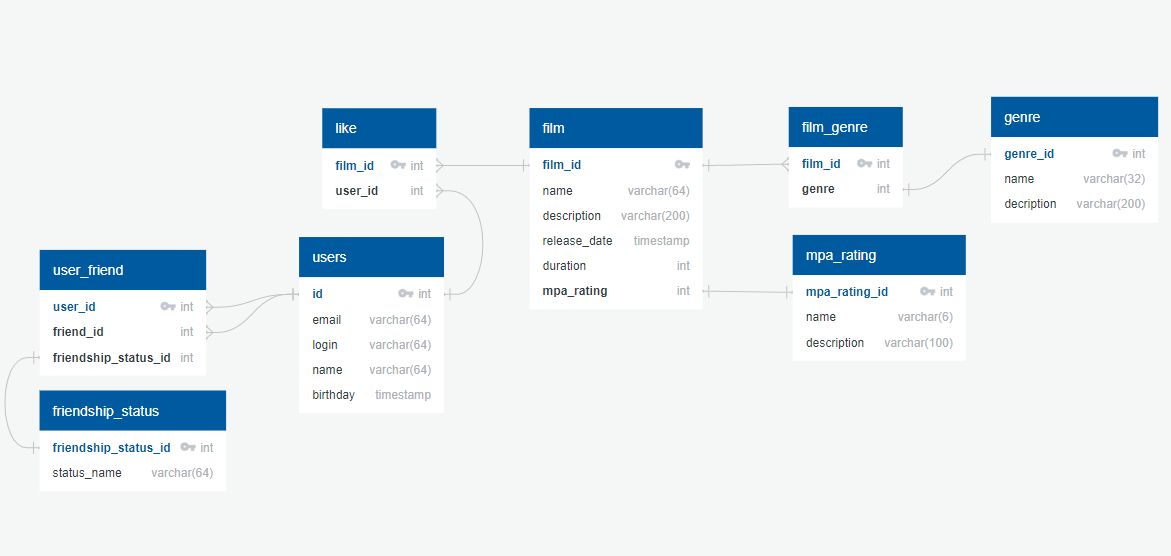 like
film_id int
user_id int
film
film_id
name varchar(64)
description varchar(200)
release_date timestamp
duration int
mpa_rating int
film_genre
film_id int
genre int
genre
genre_id int
name varchar(32)
decription varchar(200)
users
id int
email varchar(64)
login varchar(64)
name varchar(64)
birthday timestamp
mpa_rating
mpa_rating_id int
name varchar(6)
description varchar(100)
user_friend
user_id int
friend_id int
friendship_status_id int
friendship_status
friendship_status_id int
status_name varchar(64)